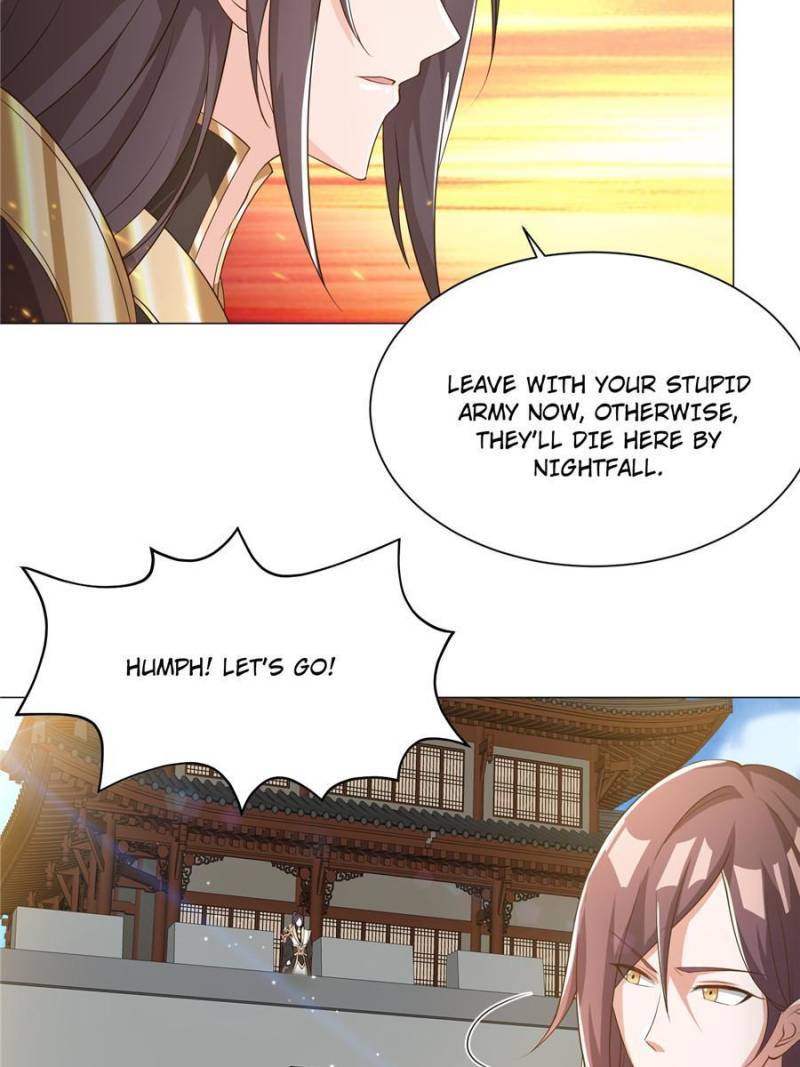 LEAVE WITH YOUR STUPID
ARMY NOW, OTHERWISE,
THEY'LL DIE HERE BY
NIGHTFALL.
HUMPH! LET'S GO!